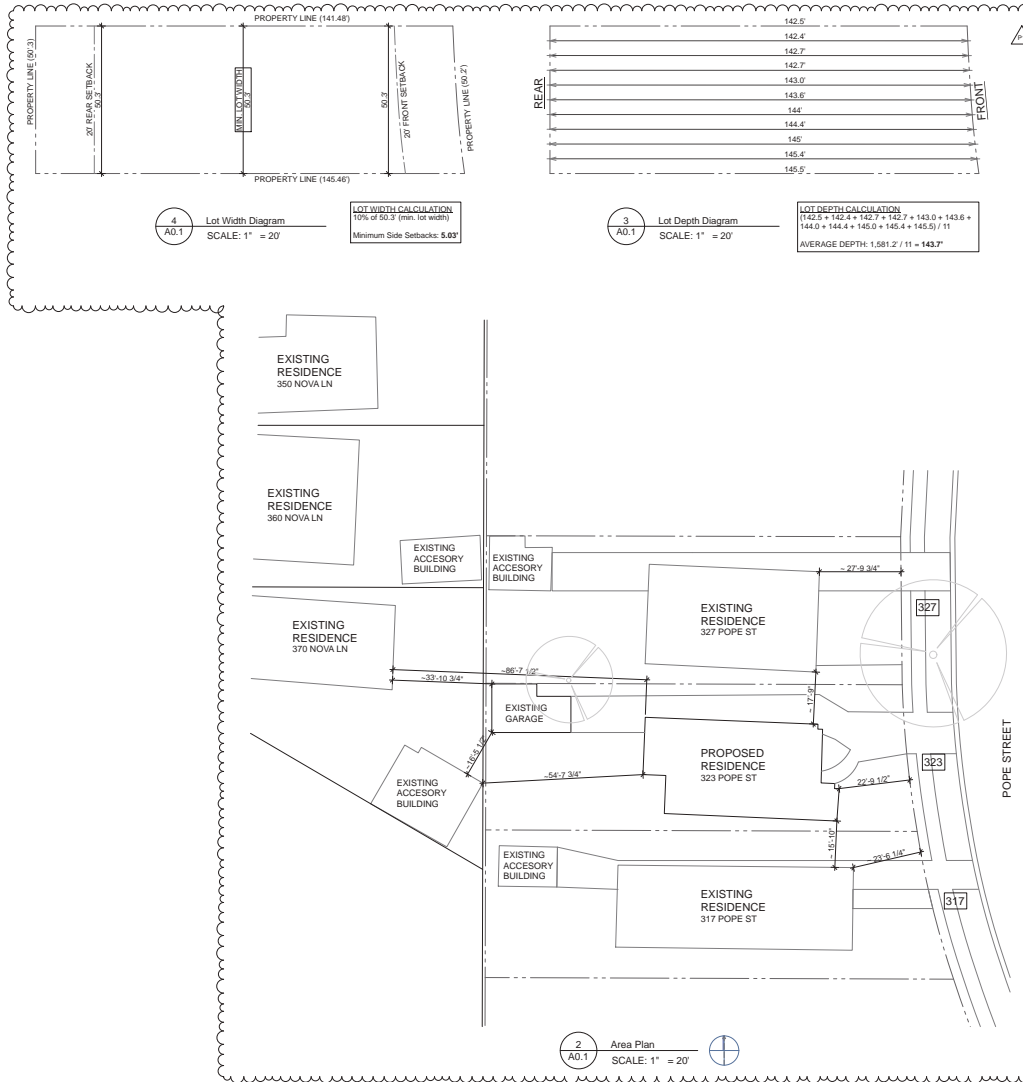 PROPERTY LINE (141.48')
PROPERTY LINE (50.3')
20' REAR SETBACK
50.3'
MIN. LOT WIDTH
50.3'
50.3'
20' FRONT SETBACK
PROPERTY LINE (50.2')
PROPERTY LINE (145.46')
4
A0.1
Lot Width Diagram
SCALE: 1" = 20'
LOT WIDTH CALCULATION
10% of 50.3' (min. lot width)
Minimum Side Setbacks: 5.03'
142.5'
142.4'
142.7'
142.7'
143.0'
143.6'
144'
144.4'
145'
145.4'
145.5'
REAR
FRONT
3
A0.1
Lot Depth Diagram
SCALE: 1" = 20'
LOT DEPTH CALCULATION
(142.5 + 142.4 + 142.7 + 142.7 + 143.0 + 143.6 +
144.0 + 144.4 + 145.0 + 145.4 + 145.5) / 11
AVERAGE DEPTH: 1,581.2' / 11 = 143.7'
EXISTING
RESIDENCE
350 NOVA LN
EXISTING
RESIDENCE
360 NOVA LN
EXISTING
ACCESORY
BUILDING
EXISTING
ACCESORY
BUILDING
EXISTING
RESIDENCE
370 NOVA LN
EXISTING
RESIDENCE
327 POPE ST
~ 27'-9 3/4"
327
~86'-7 1/2"
~33'-10 3/4"
~ 17'-9"
EXISTING
GARAGE
~16'-5 1/2"
~54'-7 3/4"
PROPOSED
RESIDENCE
323 POPE ST
22'-9 1/2"
323
POPE STREET
EXISTING
ACCESORY
BUILDING
~ 15'-10"
~ 23'-6 1/4"
EXISTING
ACCESORY
BUILDING
EXISTING
RESIDENCE
317 POPE ST
317
2
A0.1
Area Plan
SCALE: 1" = 20'